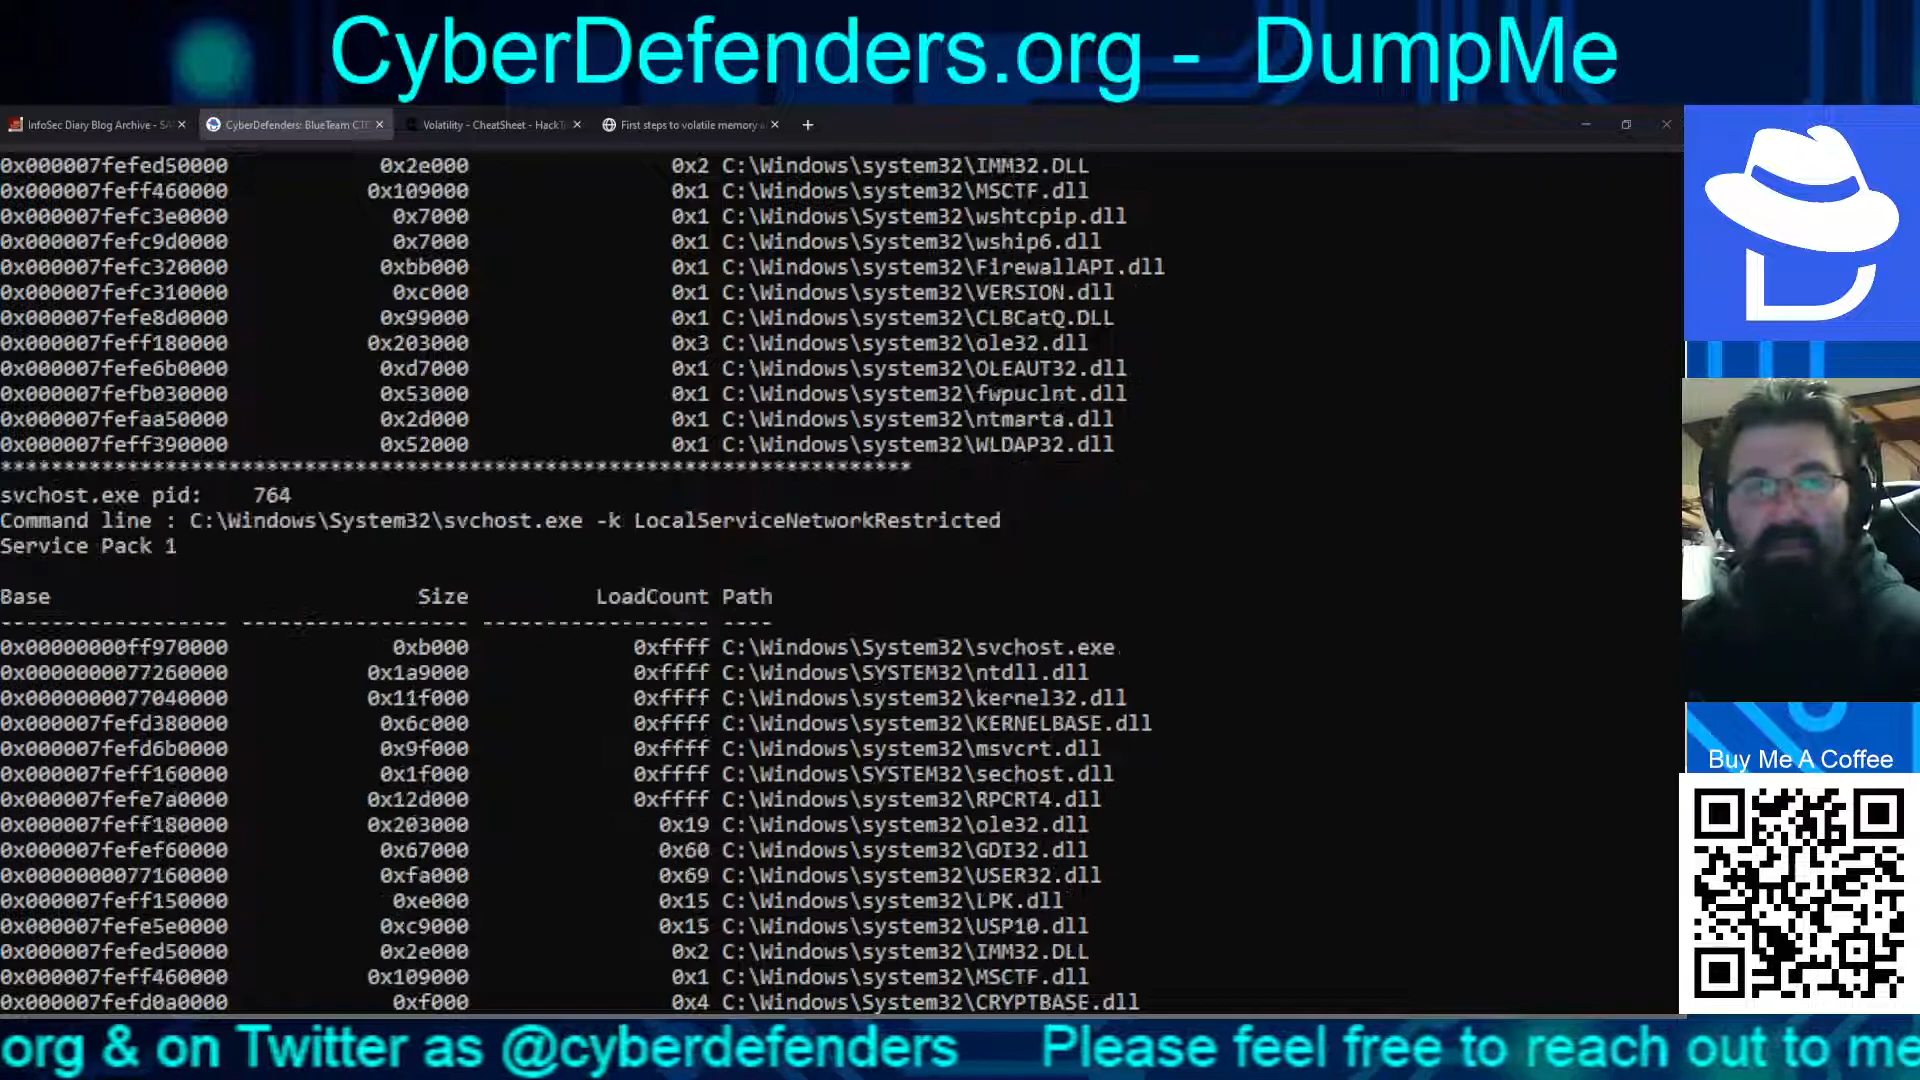 CyberDefenders.org - DumpMe
InfoSec Diary Blog Archive - SA
CyberDefenders: BlueTeam CTF
Volatility - CheatSheet - HackT
First steps to volatile memory a
0x000007fefed50000 0x2e000 0x2 C:\Windows\system32\IMM32.DLL
0x000007feff460000 0x109000 0x1 C:\Windows\system32\MSCTF.dll
0x000007fefc3e0000 0x7000 0x1 C:\Windows\System32\wshtcpip.dll
0x000007fefc9d0000 0x7000 0x1 C:\Windows\System32\wship6.dll
0x000007fefc320000 0xbb000 0x1 C:\Windows\System32\FirewallAPI.dll
0x000007fefc310000 0xc000 0x1 C:\Windows\System32\VERSION.dll
0x000007fefe8d0000 0x99000 0x1 C:\Windows\system32\CLBCatQ.DLL
0x000007feff180000 0x203000 0x3 C:\Windows\system32\ole32.dll
0x000007fefe6b0000 0xd7000 0x1 C:\Windows\system32\OLEAUT32.dll
0x000007fefb030000 0x53000 0x1 C:\Windows\system32\fwpuclnt.dll
0x000007fefaa50000 0x2d000 0x1 C:\Windows\system32\ntmarta.dll
0x000007feff390000 0x52000 0x1 C:\Windows\system32\WLDAP32.dll
************************************************************************
svchost.exe pid: 764
Command line : C:\Windows\System32\svchost.exe -k LocalServiceNetworkRestricted
Service Pack 1
Base Size LoadCount Path
------------------ ------------------ ------------------ ----
0x00000000ff970000 0xb000 0xffff C:\Windows\System32\svchost.exe
0x0000000077260000 0x1a9000 0xffff C:\Windows\SYSTEM32\ntdll.dll
0x0000000077040000 0x11f000 0xffff C:\Windows\system32\kernel32.dll
0x000007fefd380000 0x6c000 0xffff C:\Windows\system32\KERNELBASE.dll
0x000007fefd6b0000 0x9f000 0xffff C:\Windows\system32\msvcrt.dll
0x000007feff160000 0x1f000 0xffff C:\Windows\SYSTEM32\sechost.dll
0x000007fefe7a0000 0x12d000 0xffff C:\Windows\system32\RPCRT4.dll
0x000007feff180000 0x203000 0x19 C:\Windows\system32\ole32.dll
0x000007fefef60000 0x67000 0x60 C:\Windows\system32\GDI32.dll
0x0000000077160000 0xfa000 0x69 C:\Windows\system32\USER32.dll
0x000007feff150000 0xe000 0x15 C:\Windows\system32\LPK.dll
0x000007fefe5e0000 0xc9000 0x15 C:\Windows\system32\USP10.dll
0x000007fefed50000 0x2e000 0x2 C:\Windows\system32\IMM32.DLL
0x000007feff460000 0x109000 0x1 C:\Windows\system32\MSCTF.dll
0x000007fefd0a0000 0xf000 0x4 C:\Windows\System32\CRYPTBASE.dll
Buy Me A Coffee
org & on Twitter as @cyberdefenders Please feel free to reach out to me